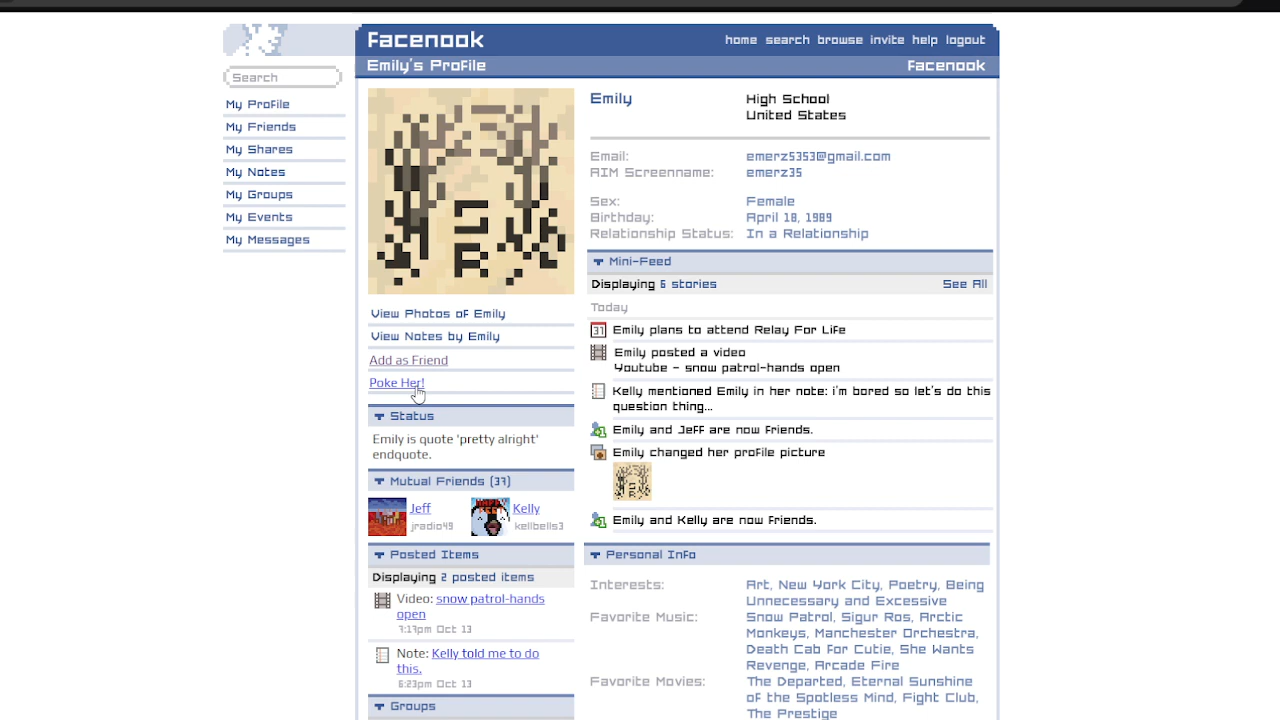 Facenook
home search browse invite help logout
Emily's Profile
Facenook
Search
My Profile
My Friends
My Shares
My Notes
My Groups
My Events
My Messages
View Photos of Emily
View Notes by Emily
Add as Friend
Poke Her!
Status
Emily is quote 'pretty alright'
endquote.
Mutual Friends (37)
Jeff
jradio49
Kelly
kellbells3
Posted Items
Displaying 2 posted items
Video: snow patrol-hands
open
7:17pm Oct 13
Note: Kelly told me to do
this.
6:23pm Oct 13
Groups
Emily
High School
United States
Email: emerz5353@gmail.com
AIM Screenname: emerz35
Sex: Female
Birthday: April 18, 1989
Relationship Status: In a Relationship
Mini-Feed
Displaying 6 stories
See All
Today
31 Emily plans to attend Relay For Life
Emily posted a video
Youtube - snow patrol-hands open
Kelly mentioned Emily in her note: i'm bored so let's do this
question thing...
Emily and Jeff are now friends.
Emily changed her profile picture
Emily and Kelly are now friends.
Personal Info
Interests: Art, New York City, Poetry, Being
Unnecessary and Excessive
Favorite Music: Snow Patrol, Sigur Ros, Arctic
Monkeys, Manchester Orchestra,
Death Cab for Cutie, She Wants
Revenge, Arcade Fire
Favorite Movies: The Departed, Eternal Sunshine
of the Spotless Mind, Fight Club,
The Prestige